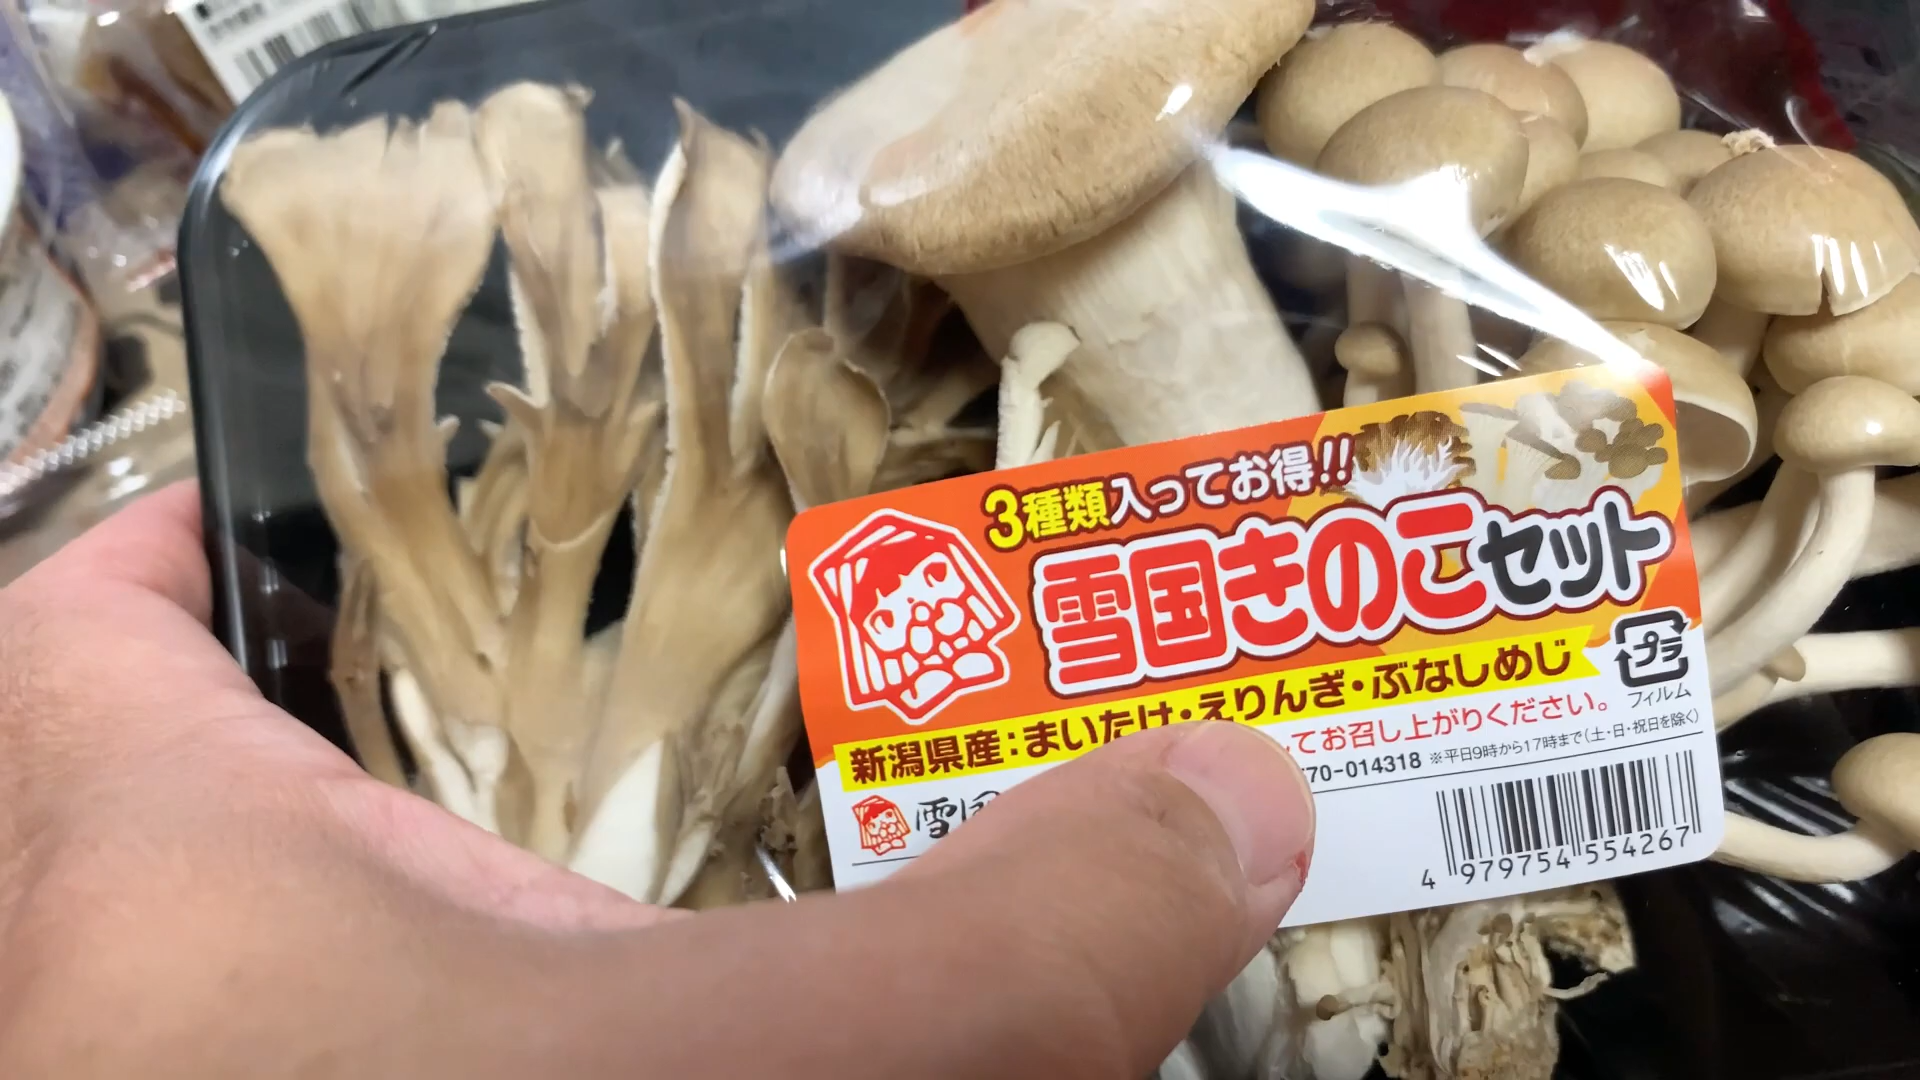 3種類入ってお得!!
雪国きのこセット
プラ
フィルム
新潟県産:まいたけ・えりんぎ・ぶなしめじ
てお召し上がりください。
70-014318 ※平日9時から17時まで(土・日・祝日を除く)
雪国
4 979754 554267